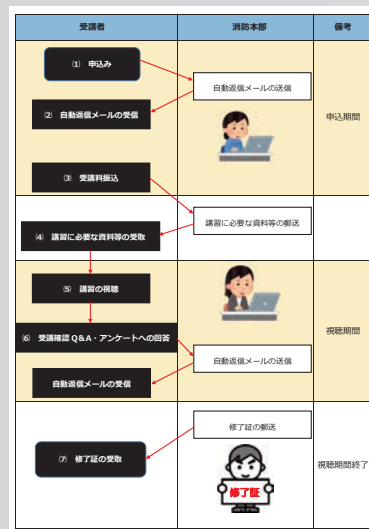 受講者 消防本部 備考
⑴ 申込み
自動返信メールの送信
⑵ 自動返信メールの受信
申込期間
⑶ 受講料振込
講習に必要な資料等の郵送
⑷ 講習に必要な資料等の受取
⑸ 講習の視聴
視聴期間
⑹ 受講確認Q&A・アンケートへの回答
自動返信メールの送信
自動返信メールの受信
修了証の郵送
⑺ 修了証の受取
視聴期間終了
修了証